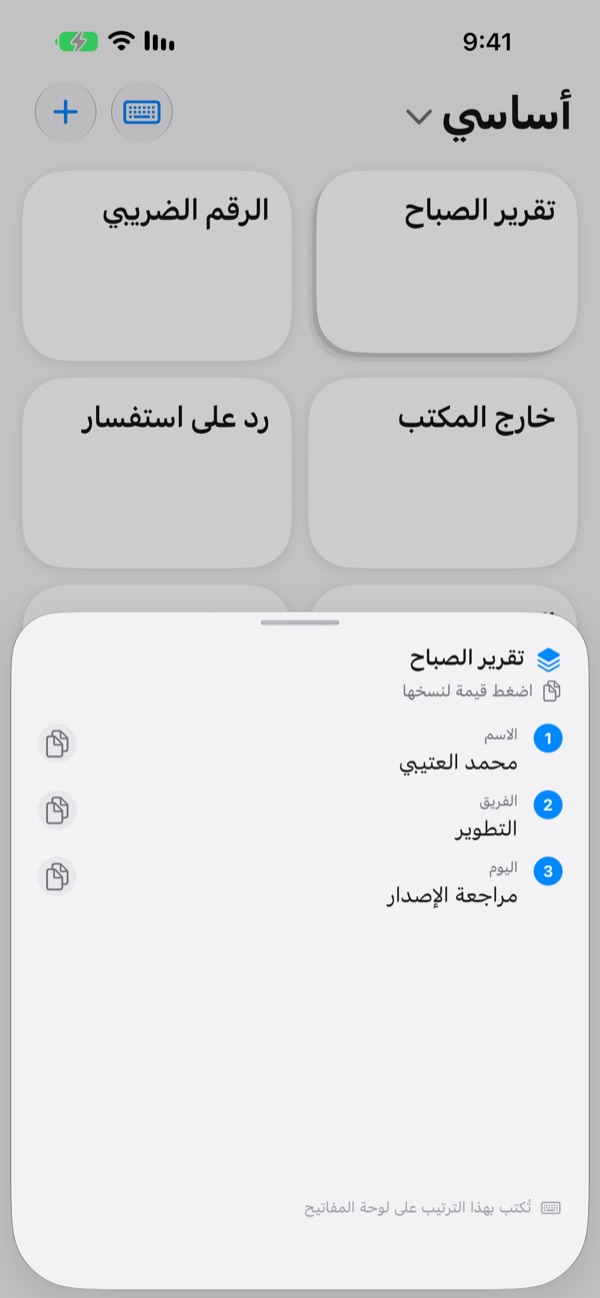 9:41
أساسي
تقرير الصباح
الرقم الضريبي
خارج المكتب
رد على استفسار
تقرير الصباح
اضغط قيمة لنسخها
1
الاسم
محمد العتيبي
2
الفريق
التطوير
3
اليوم
مراجعة الإصدار
تُكتب بهذا الترتيب على لوحة المفاتيح